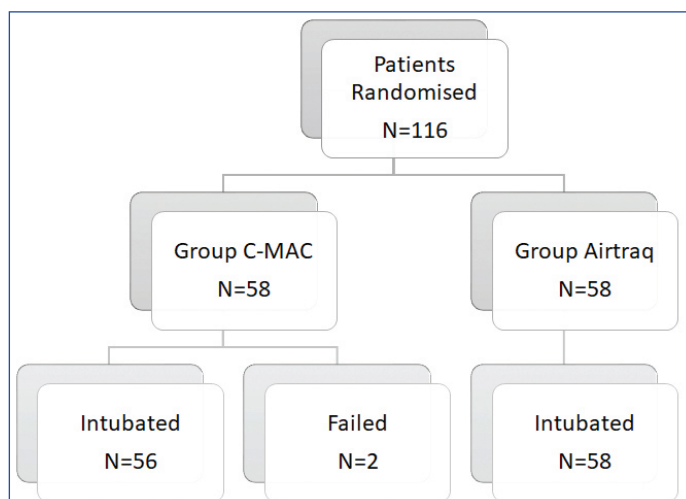 Patients
Randomised
N=116
Group C-MAC
N=58
Group Airtraq
N=58
Intubated
N=56
Failed
N=2
Intubated
N=58